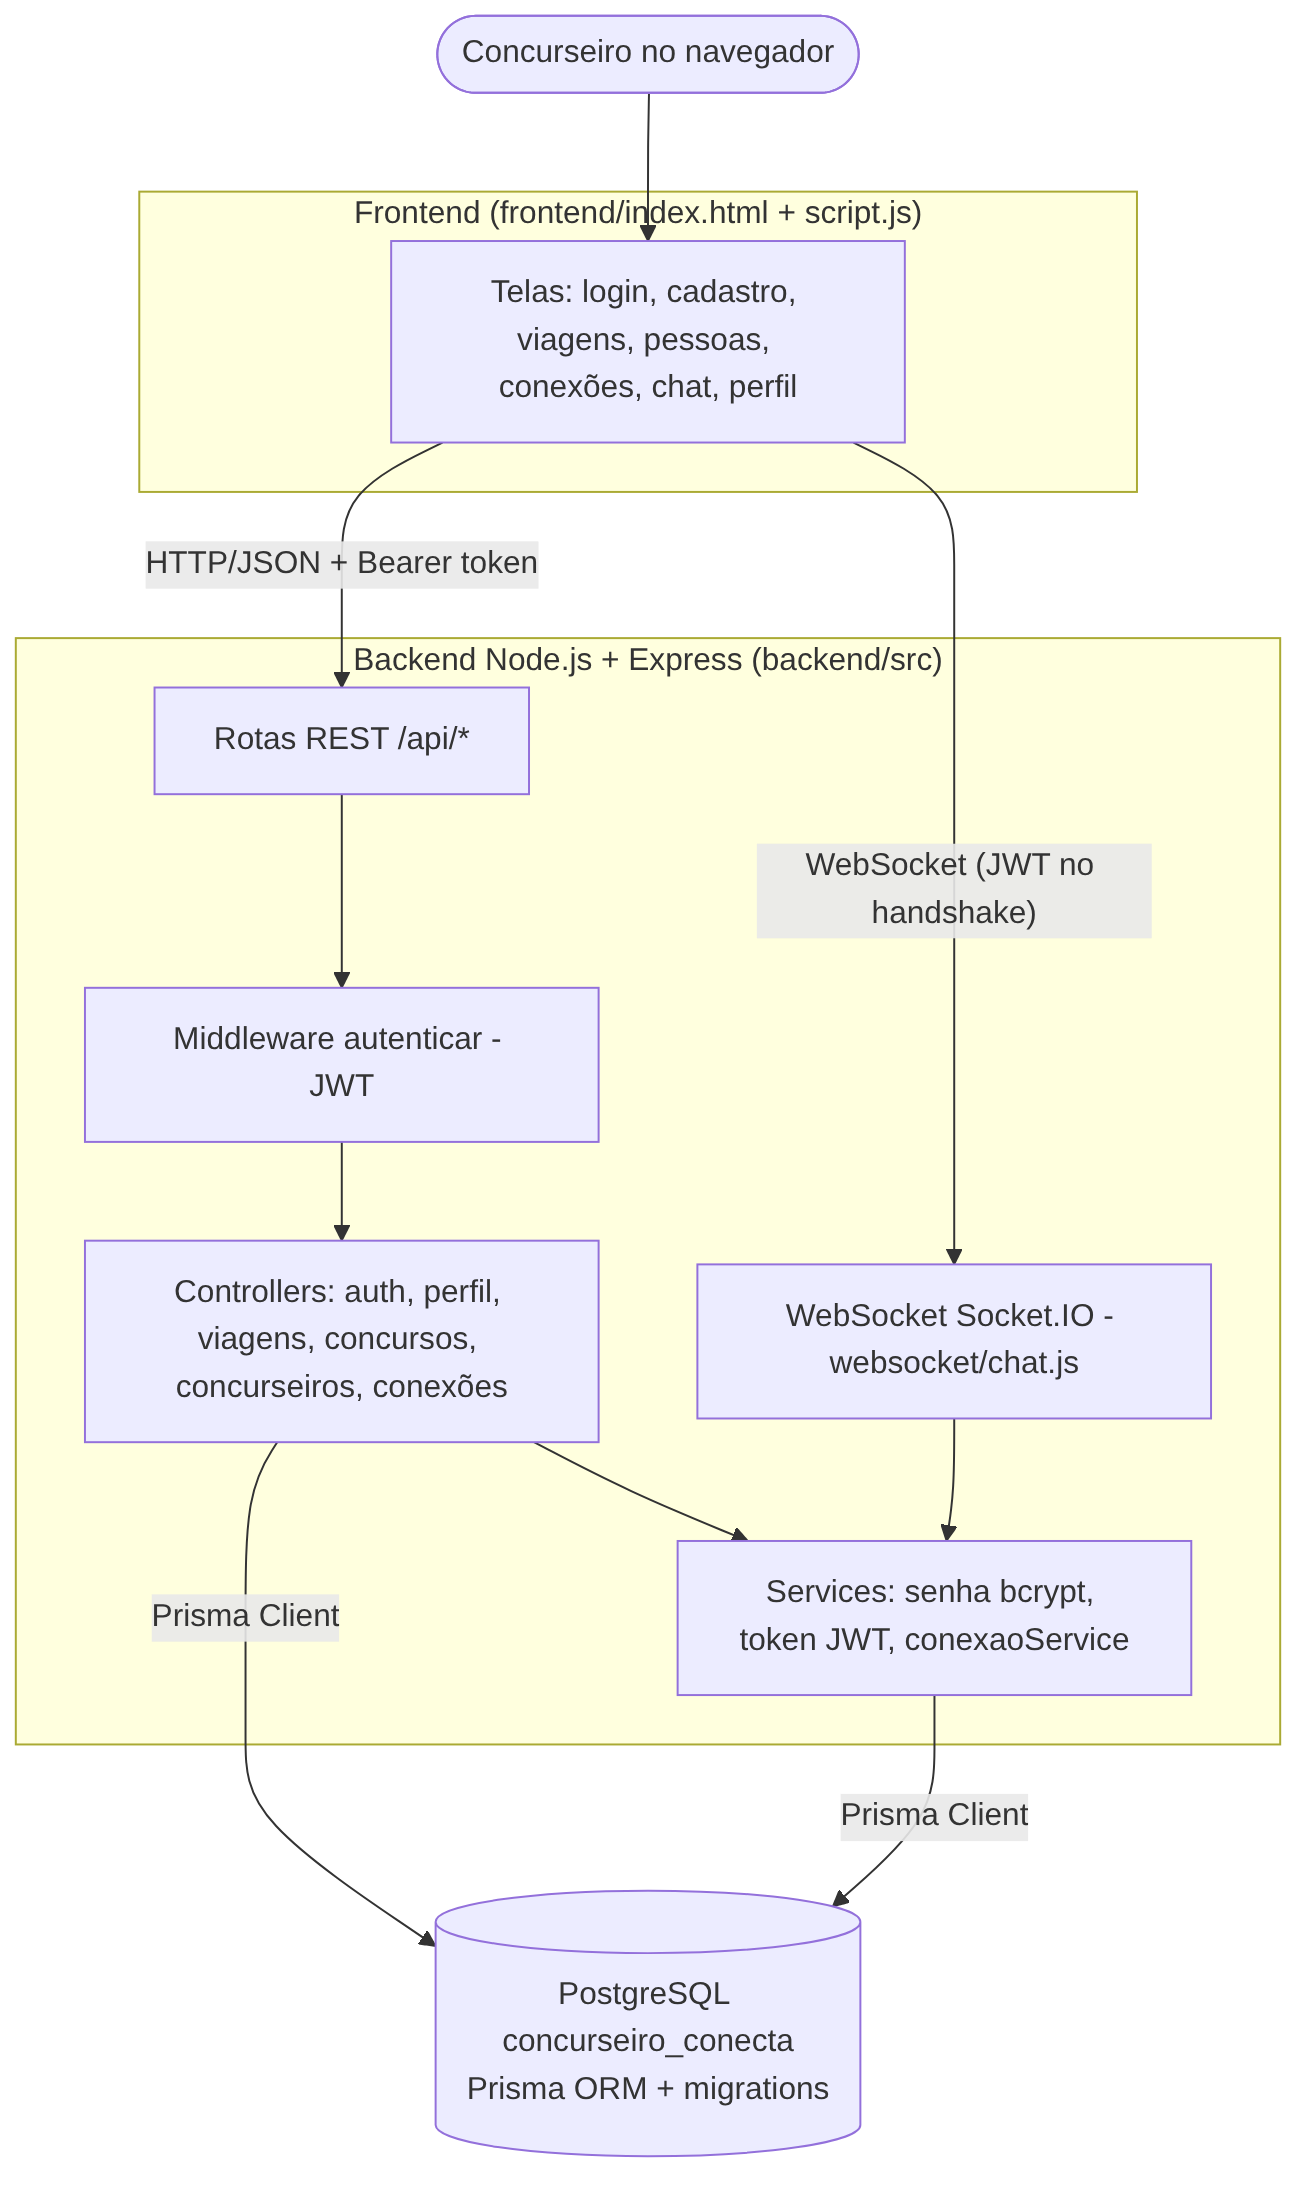 Concurseiro no navegador
Frontend (frontend/index.html + script.js)
Telas: login, cadastro,
viagens, pessoas,
conexões, chat, perfil
HTTP/JSON + Bearer token
Backend Node.js + Express (backend/src)
Rotas REST /api/*
WebSocket (JWT no
handshake)
Middleware autenticar -
JWT
Controllers: auth, perfil,
viagens, concursos,
concurseiros, conexões
WebSocket Socket.IO -
websocket/chat.js
Services: senha bcrypt,
token JWT, conexaoService
Prisma Client
Prisma Client
PostgreSQL
concurseiro_conecta
Prisma ORM + migrations